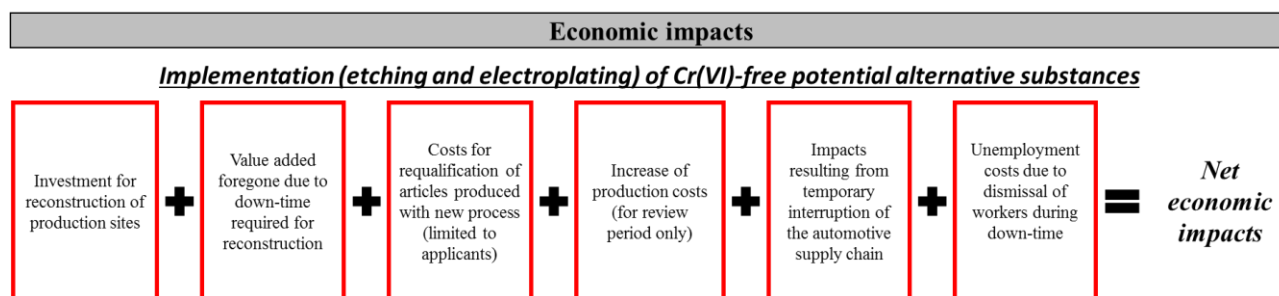 Economic impacts
Implementation (etching and electroplating) of Cr(VI)-free potential alternative substances
Investment for
reconstruction of
production sites
+
Value added
foregone due to
down-time
required for
reconstruction
+
Costs for
requalification of
articles produced
with new process
(limited to
applicants)
+
Increase of
production costs
(for review
period only)
+
Impacts
resulting from
temporary
interruption of
the automotive
supply chain
+
Unemployment
costs due to
dismissal of
workers during
down-time
=
Net
economic
impacts